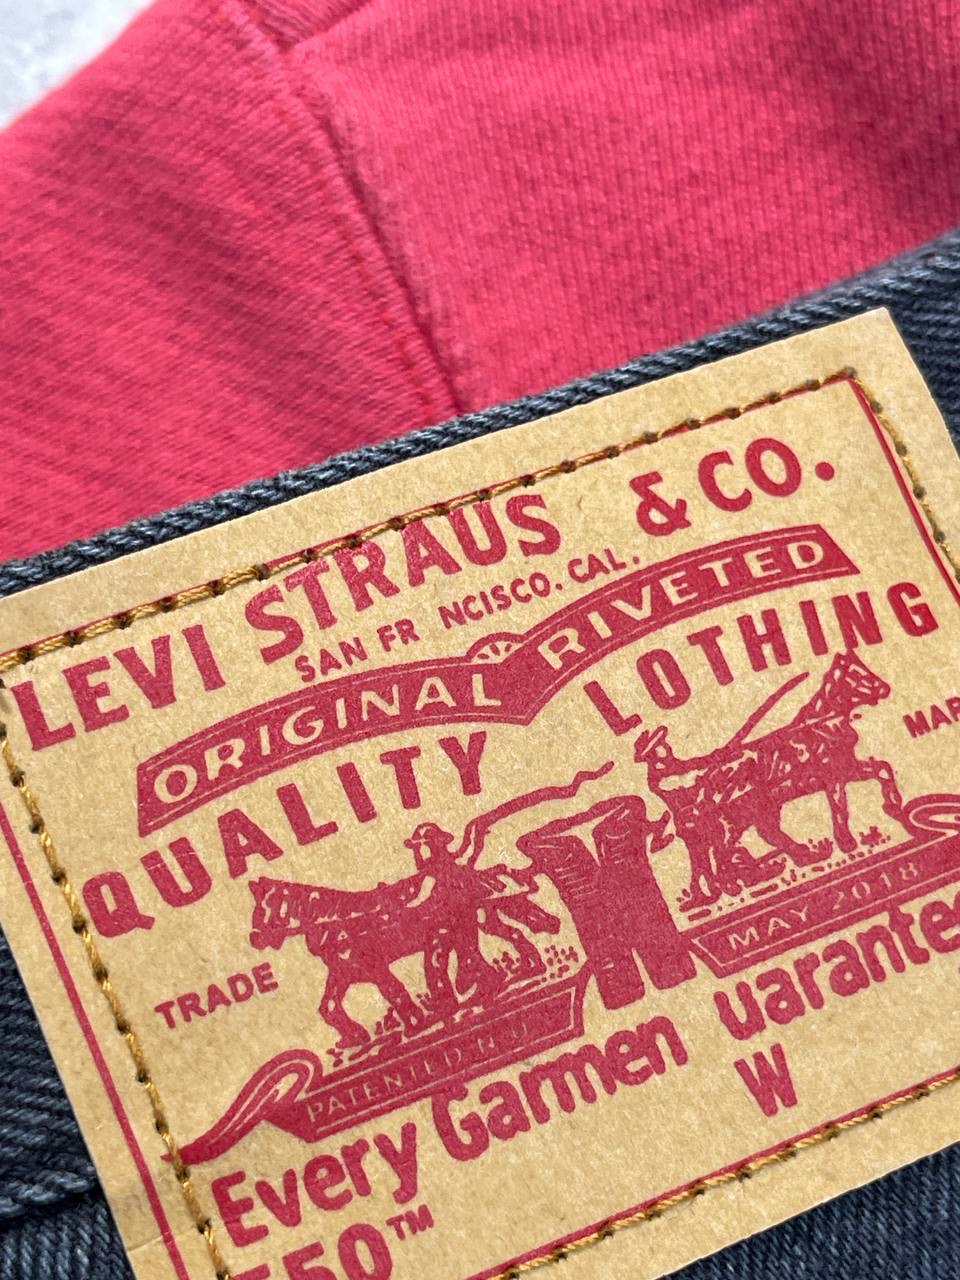 LEVI STRAUS & CO.
SAN FR NCISCO. CAL.
ORIGINAL RIVETED
QUALITY LOTHING
TRADE MAR
MAY 2018
PATENTED N U
Every Garmen uarantee
W
550™